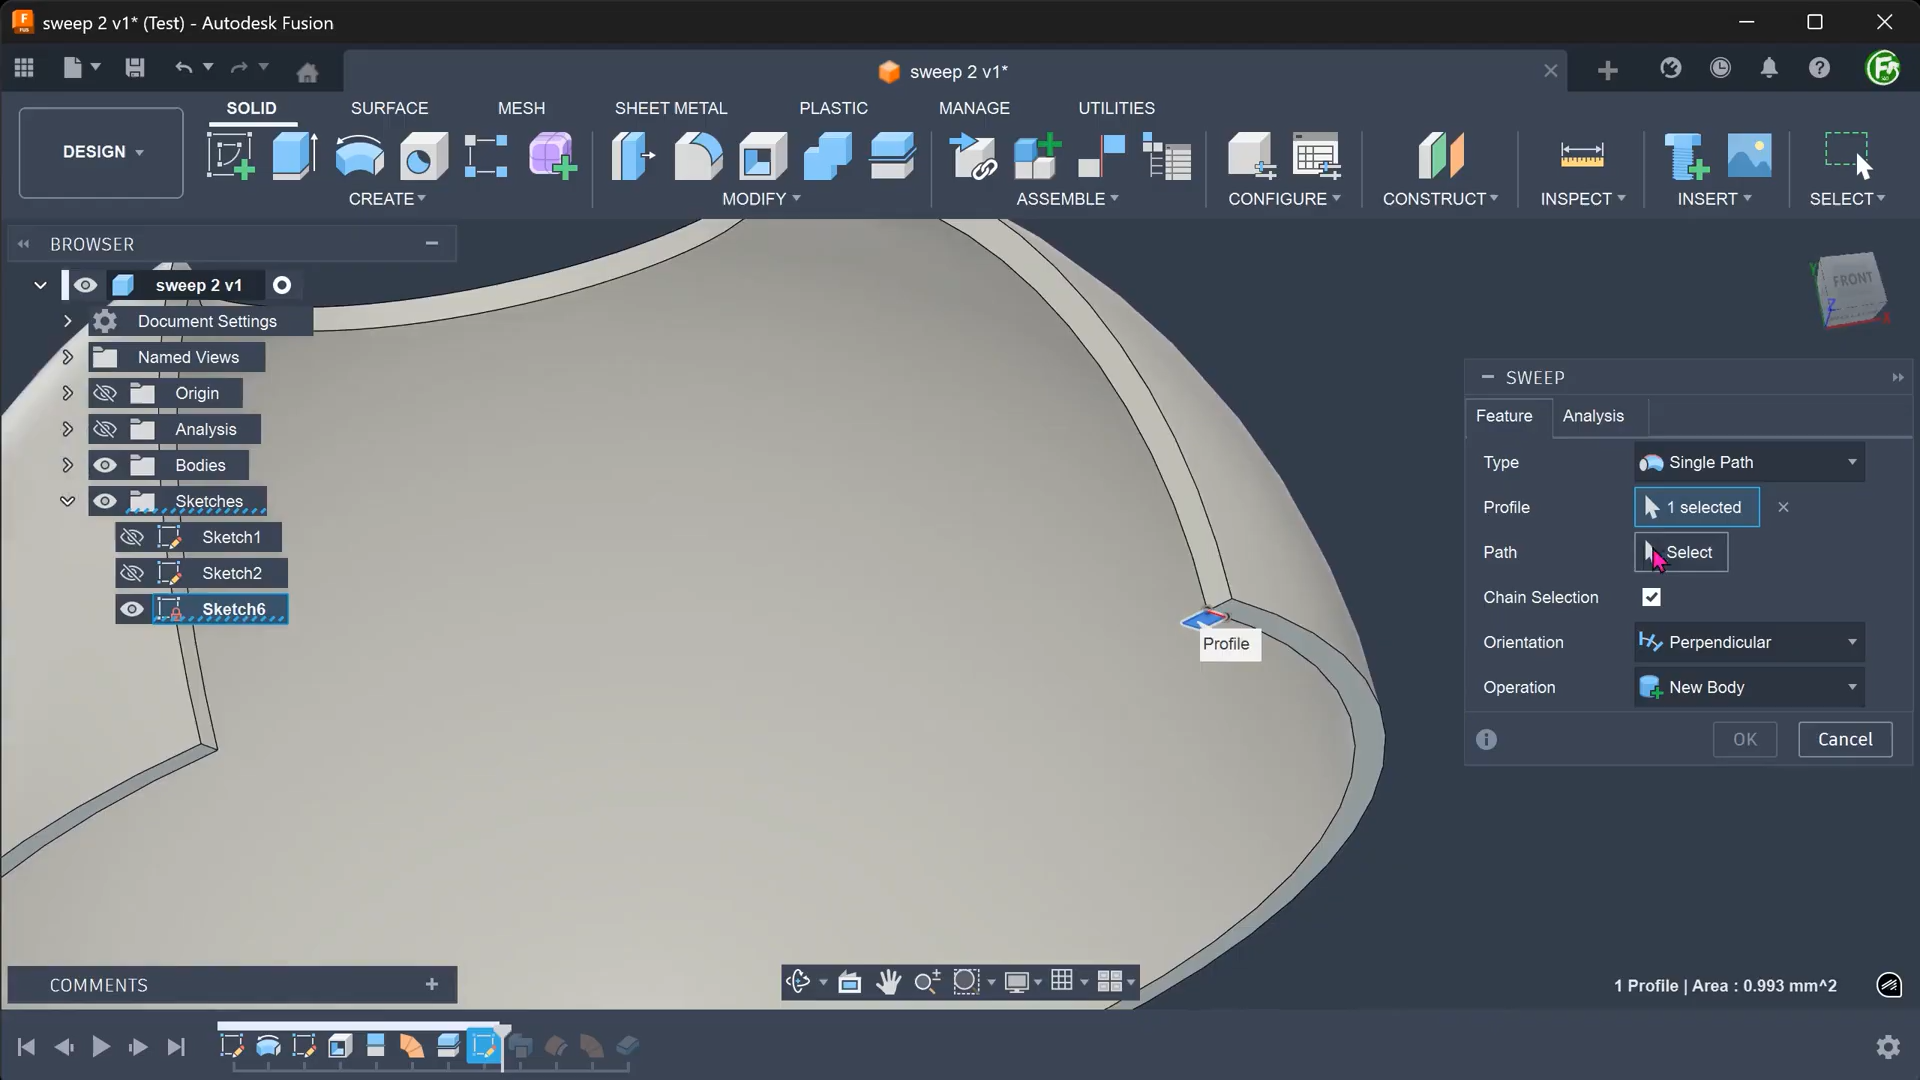 sweep 2 v1* (Test) - Autodesk Fusion
sweep 2 v1*
SOLID SURFACE MESH SHEET METAL PLASTIC MANAGE UTILITIES
DESIGN
CREATE MODIFY ASSEMBLE CONFIGURE CONSTRUCT INSPECT INSERT SELECT
BROWSER
sweep 2 v1
Document Settings
Named Views
Origin
Analysis
Bodies
Sketches
Sketch1
Sketch2
Sketch6
FRONT
SWEEP
Feature Analysis
Type Single Path
Profile 1 selected
Path Select
Chain Selection
Orientation Perpendicular
Operation New Body
OK Cancel
Profile
COMMENTS
1 Profile | Area : 0.993 mm^2